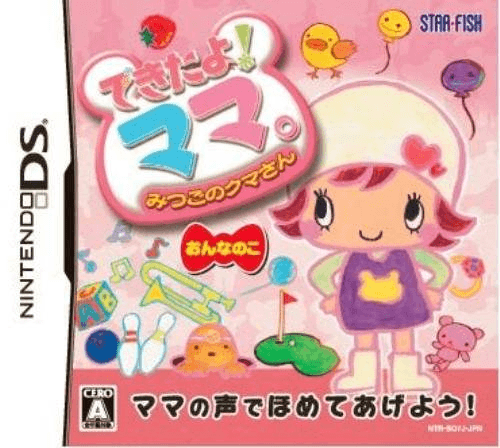 STAR-FISH
できたよ!
ママ。
みつごのクマさん
おんなのこ
NINTENDO DS
CERO
A
ママの声でほめてあげよう!